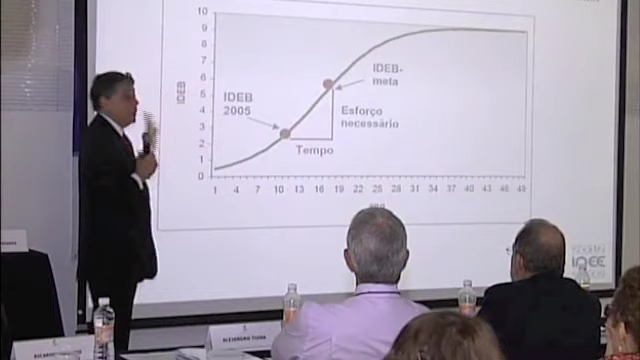 10
9
8
7
6
5
4
3
2
1
0
IDEB
IDEB
2005
IDEB-
meta
Esforço
necessário
Tempo
1 4 7 10 13 16 19 22 25 28 31 34 37 40 43 46 49